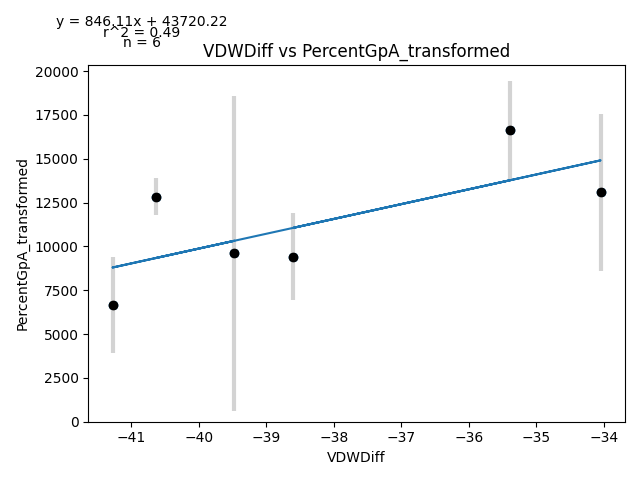 y = 846.11x + 43720.22
r^2 = 0.49
n = 6
VDWDiff vs PercentGpA_transformed
20000
17500
15000
12500
10000
7500
5000
2500
0
PercentGpA_transformed
−41 −40 −39 −38 −37 −36 −35 −34
VDWDiff